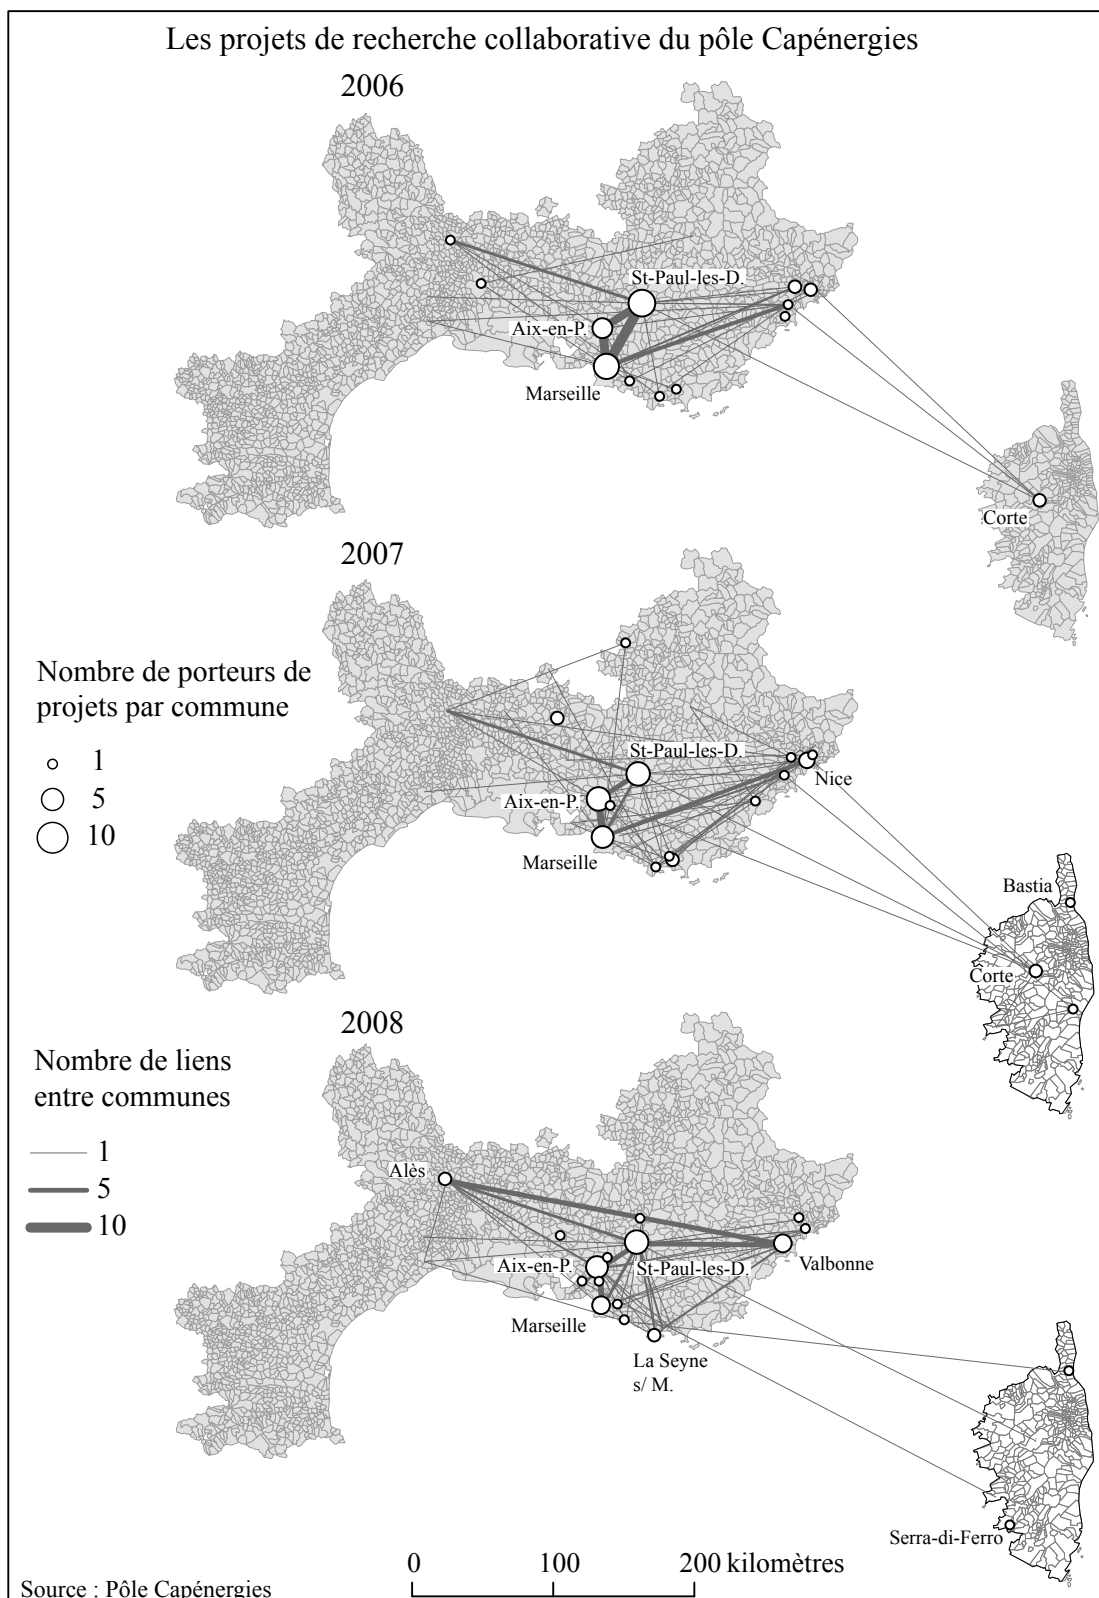 Les projets de recherche collaborative du pôle Capénergies
2006
St-Paul-les-D.
Aix-en-P.
Marseille
Corte
2007
Nombre de porteurs de
projets par commune
1
5
10
St-Paul-les-D.
Nice
Aix-en-P.
Marseille
Bastia
Corte
2008
Nombre de liens
entre communes
1
5
10
Alès
Aix-en-P.
St-Paul-les-D.
Valbonne
Marseille
La Seyne
s/ M.
Serra-di-Ferro
0 100 200 kilomètres
Source : Pôle Capénergies